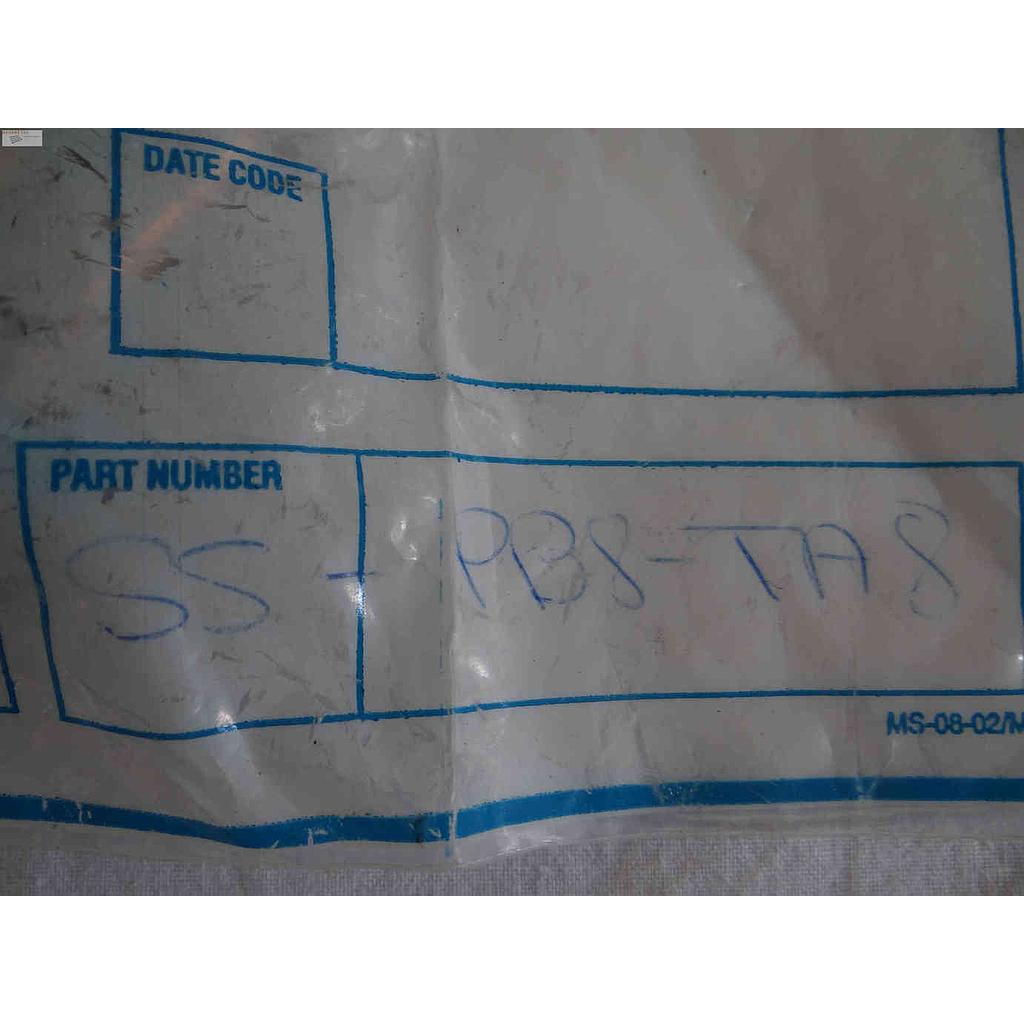 DATE CODE
PART NUMBER
SS - PB8-TA8
MS-08-02/M